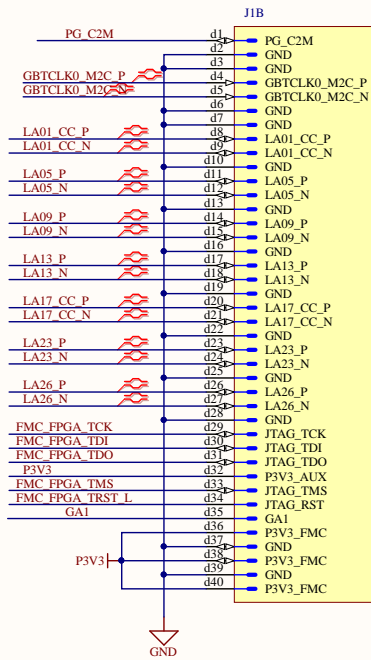 J1B
PG_C2M d1 PG_C2M
d2 GND
d3 GND
GBTCLK0_M2C_P d4 GBTCLK0_M2C_P
GBTCLK0_M2C_N d5 GBTCLK0_M2C_N
d6 GND
d7 GND
LA01_CC_P d8 LA01_CC_P
LA01_CC_N d9 LA01_CC_N
d10 GND
LA05_P d11 LA05_P
LA05_N d12 LA05_N
d13 GND
LA09_P d14 LA09_P
LA09_N d15 LA09_N
d16 GND
LA13_P d17 LA13_P
LA13_N d18 LA13_N
d19 GND
LA17_CC_P d20 LA17_CC_P
LA17_CC_N d21 LA17_CC_N
d22 GND
LA23_P d23 LA23_P
LA23_N d24 LA23_N
d25 GND
LA26_P d26 LA26_P
LA26_N d27 LA26_N
d28 GND
FMC_FPGA_TCK d29 JTAG_TCK
FMC_FPGA_TDI d30 JTAG_TDI
FMC_FPGA_TDO d31 JTAG_TDO
P3V3 d32 P3V3_AUX
FMC_FPGA_TMS d33 JTAG_TMS
FMC_FPGA_TRST_L d34 JTAG_RST
GA1 d35 GA1
d36 P3V3_FMC
d37 GND
P3V3 d38 P3V3_FMC
d39 GND
d40 P3V3_FMC
GND